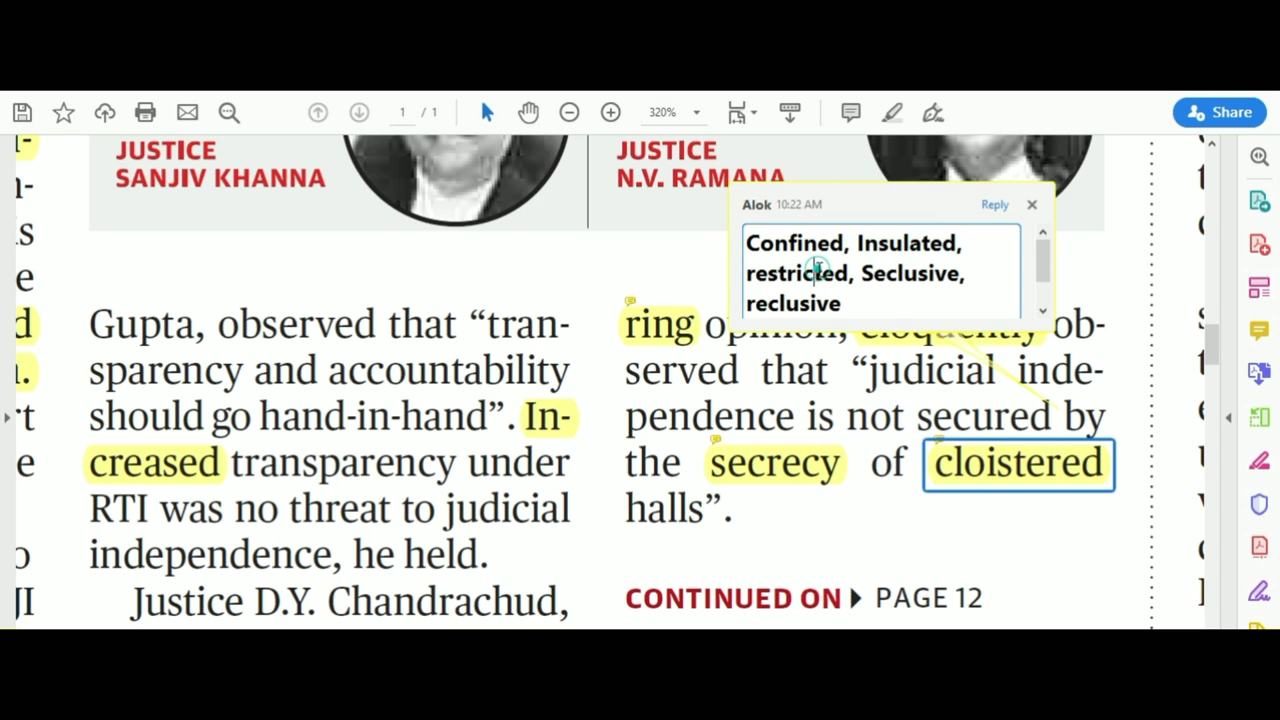 1 / 1
320%
Share
JUSTICE
SANJIV KHANNA
JUSTICE
N.V. RAMANA
Alok 10:22 AM
Reply
Confined, Insulated,
restricted, Seclusive,
reclusive
Gupta, observed that “tran-
sparency and accountability
should go hand-in-hand”. In-
creased transparency under
RTI was no threat to judicial
independence, he held.
Justice D.Y. Chandrachud,
ring opinion, eloquently ob-
served that “judicial inde-
pendence is not secured by
the secrecy of cloistered
halls”.
CONTINUED ON PAGE 12